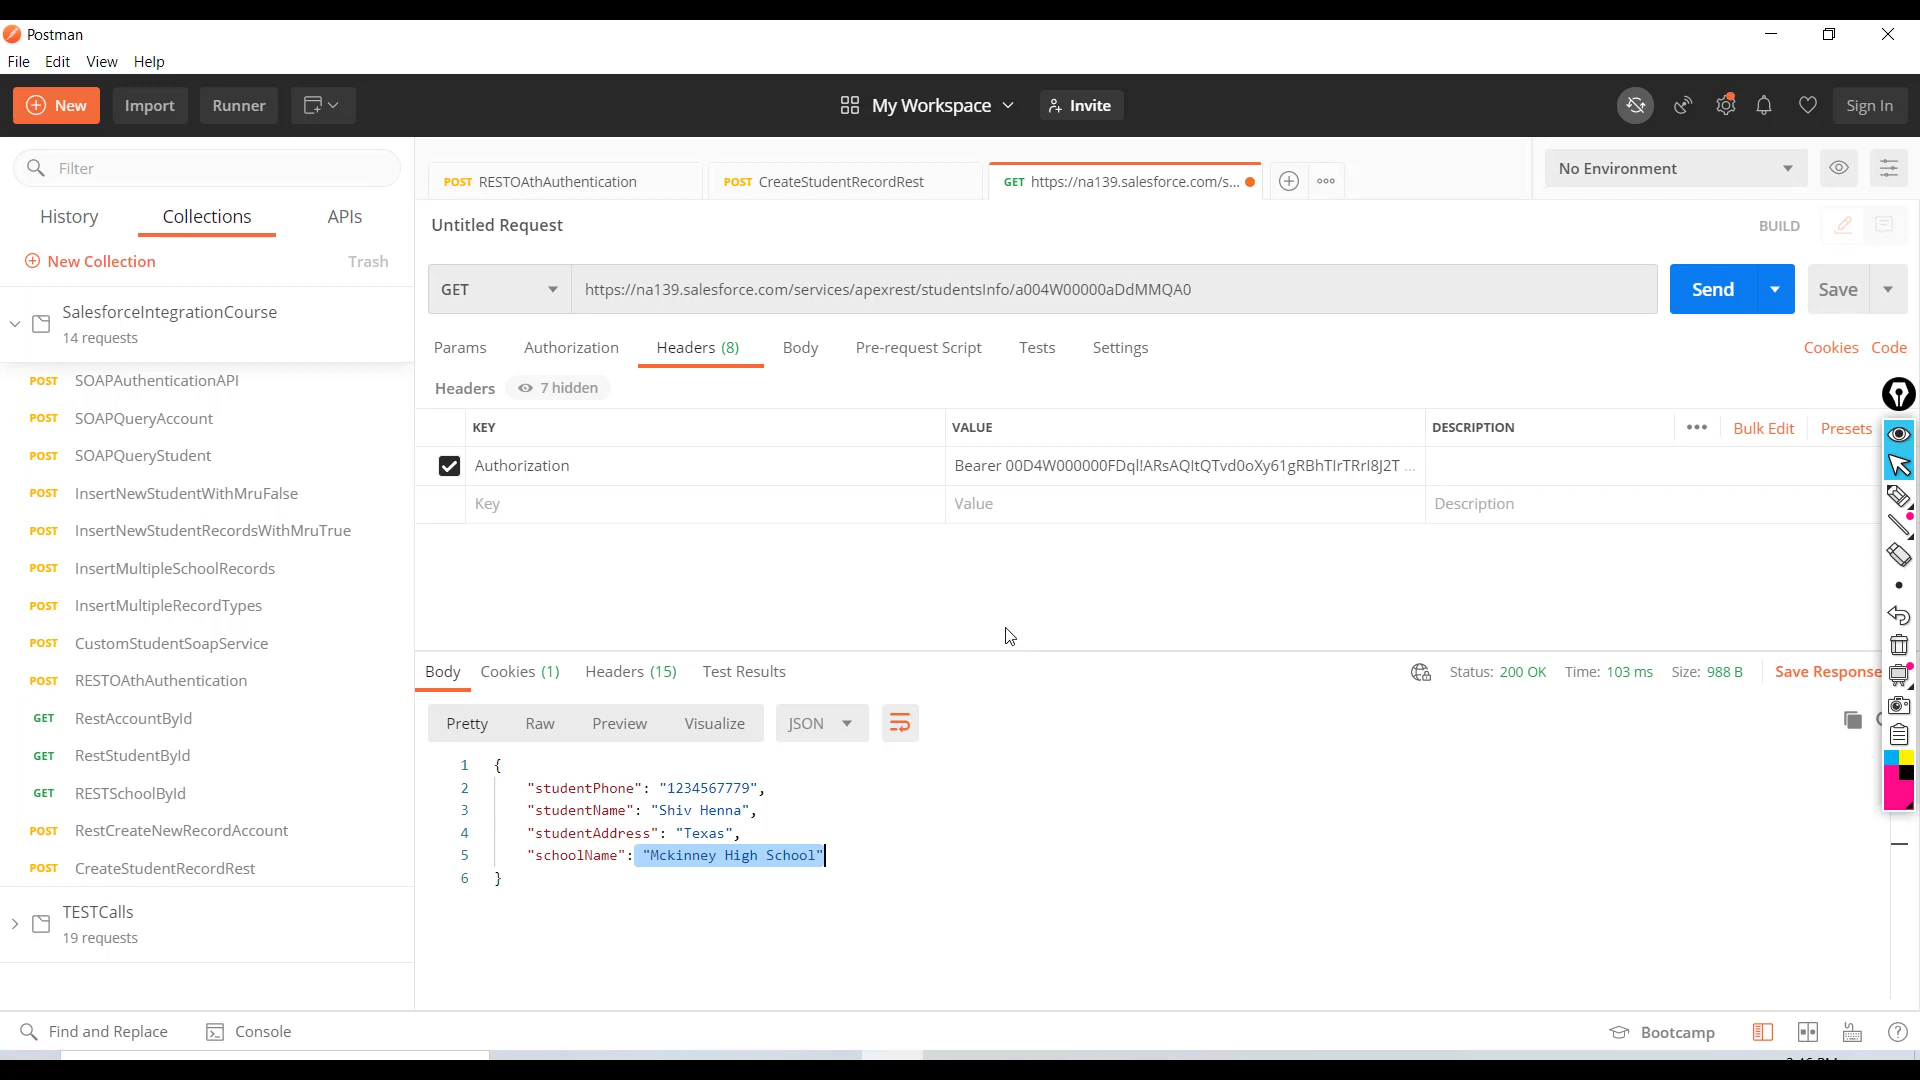 Postman
File Edit View Help
New Import Runner My Workspace Invite Sign In
Filter
History Collections APIs
New Collection Trash
SalesforceIntegrationCourse
14 requests
POST SOAPAuthenticationAPI
POST SOAPQueryAccount
POST SOAPQueryStudent
POST InsertNewStudentWithMruFalse
POST InsertNewStudentRecordsWithMruTrue
POST InsertMultipleSchoolRecords
POST InsertMultipleRecordTypes
POST CustomStudentSoapService
POST RESTOAthAuthentication
GET RestAccountById
GET RestStudentById
GET RESTSchoolById
POST RestCreateNewRecordAccount
POST CreateStudentRecordRest
TESTCalls
19 requests
POST RESTOAthAuthentication POST CreateStudentRecordRest GET https://na139.salesforce.com/s... No Environment
Untitled Request BUILD
GET https://na139.salesforce.com/services/apexrest/studentsInfo/a004W00000aDdMMQA0 Send Save
Params Authorization Headers (8) Body Pre-request Script Tests Settings Cookies Code
Headers 7 hidden
KEY VALUE DESCRIPTION Bulk Edit Presets
Authorization Bearer 00D4W000000FDql!ARsAQItQTvd0oXy61gRBhTIrTRrI8J2T ...
Key Value Description
Body Cookies (1) Headers (15) Test Results Status: 200 OK Time: 103 ms Size: 988 B Save Response
Pretty Raw Preview Visualize JSON
1 {
2 "studentPhone": "1234567779",
3 "studentName": "Shiv Henna",
4 "studentAddress": "Texas",
5 "schoolName": "Mckinney High School"
6 }
Find and Replace Console Bootcamp